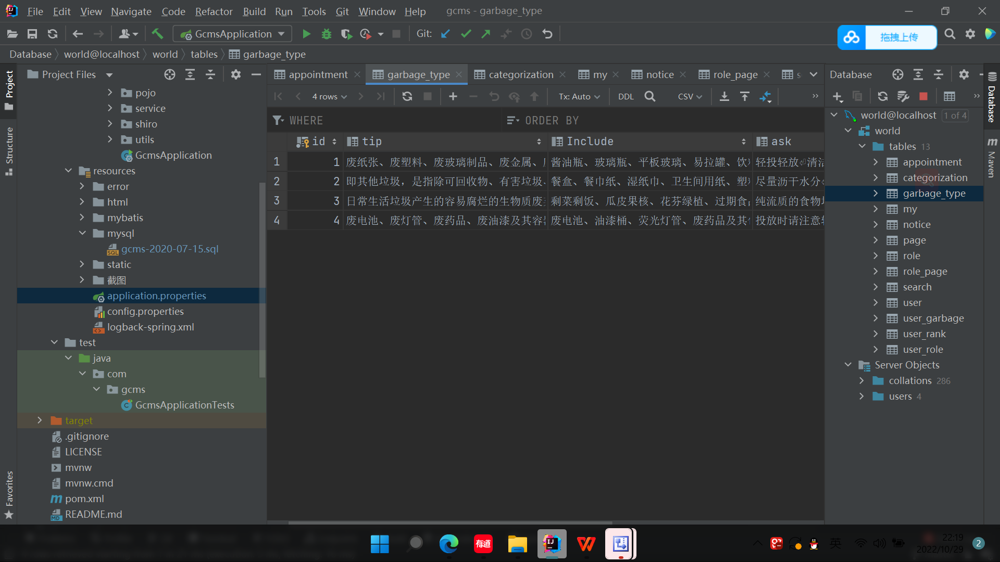 File Edit View Navigate Code Refactor Build Run Tools Git Window Help gcms - garbage_type
GcmsApplication Git: 拖拽上传
Database world@localhost world tables garbage_type
Project Files
pojo
service
shiro
utils
GcmsApplication
resources
error
html
mybatis
mysql
gcms-2020-07-15.sql
static
截图
application.properties
config.properties
logback-spring.xml
test
java
com
gcms
GcmsApplicationTests
target
.gitignore
LICENSE
mvnw
mvnw.cmd
pom.xml
README.md
Project
Structure
Favorites
appointment garbage_type categorization my notice role_page s
4 rows Tx: Auto DDL CSV
WHERE ORDER BY
id tip Include ask
1 1 废纸张、废塑料、废玻璃制品、废金属、 酱油瓶、玻璃瓶、平板玻璃、易拉罐、饮料 轻投轻放⏎清洁
2 2 即其他垃圾，是指除可回收物、有害垃圾、 餐盒、餐巾纸、湿纸巾、卫生间用纸、塑料 尽量沥干水分
3 3 日常生活垃圾产生的容易腐烂的生物质废 剩菜剩饭、瓜皮果核、花芬绿植、过期食品 纯流质的食物垃
4 4 废电池、废灯管、废药品、废油漆及其容器 废电池、油漆桶、荧光灯管、废药品及其 投放时请注意轻
Database
world@localhost 1 of 4
world
tables 13
appointment
categorization
garbage_type
my
notice
page
role
role_page
search
user
user_garbage
user_rank
user_role
Server Objects
collations 286
users 4
Database
Maven
有道
英
22:19
2022/10/29
2